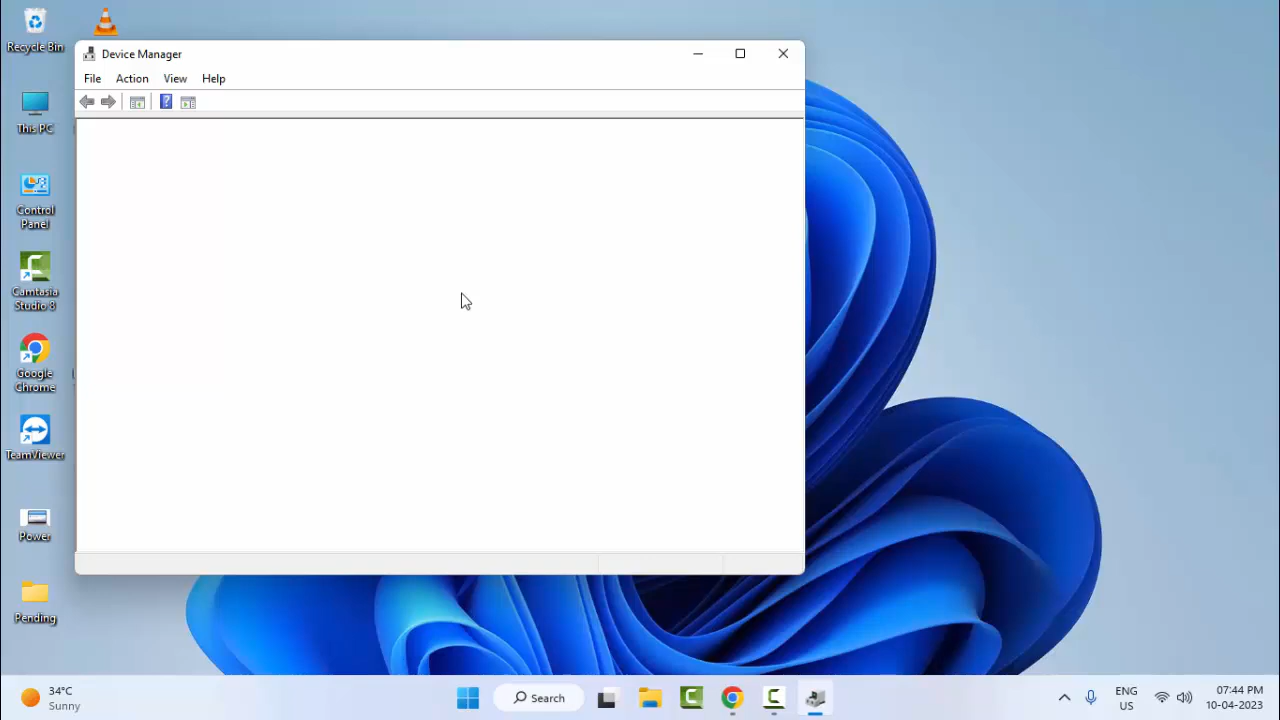 Recycle Bin
Device Manager
File Action View Help
This PC
Control
Panel
Camtasia
Studio 8
Google
Chrome
TeamViewer
Power
Pending
34°C
Sunny
Search
ENG
US
07:44 PM
10-04-2023